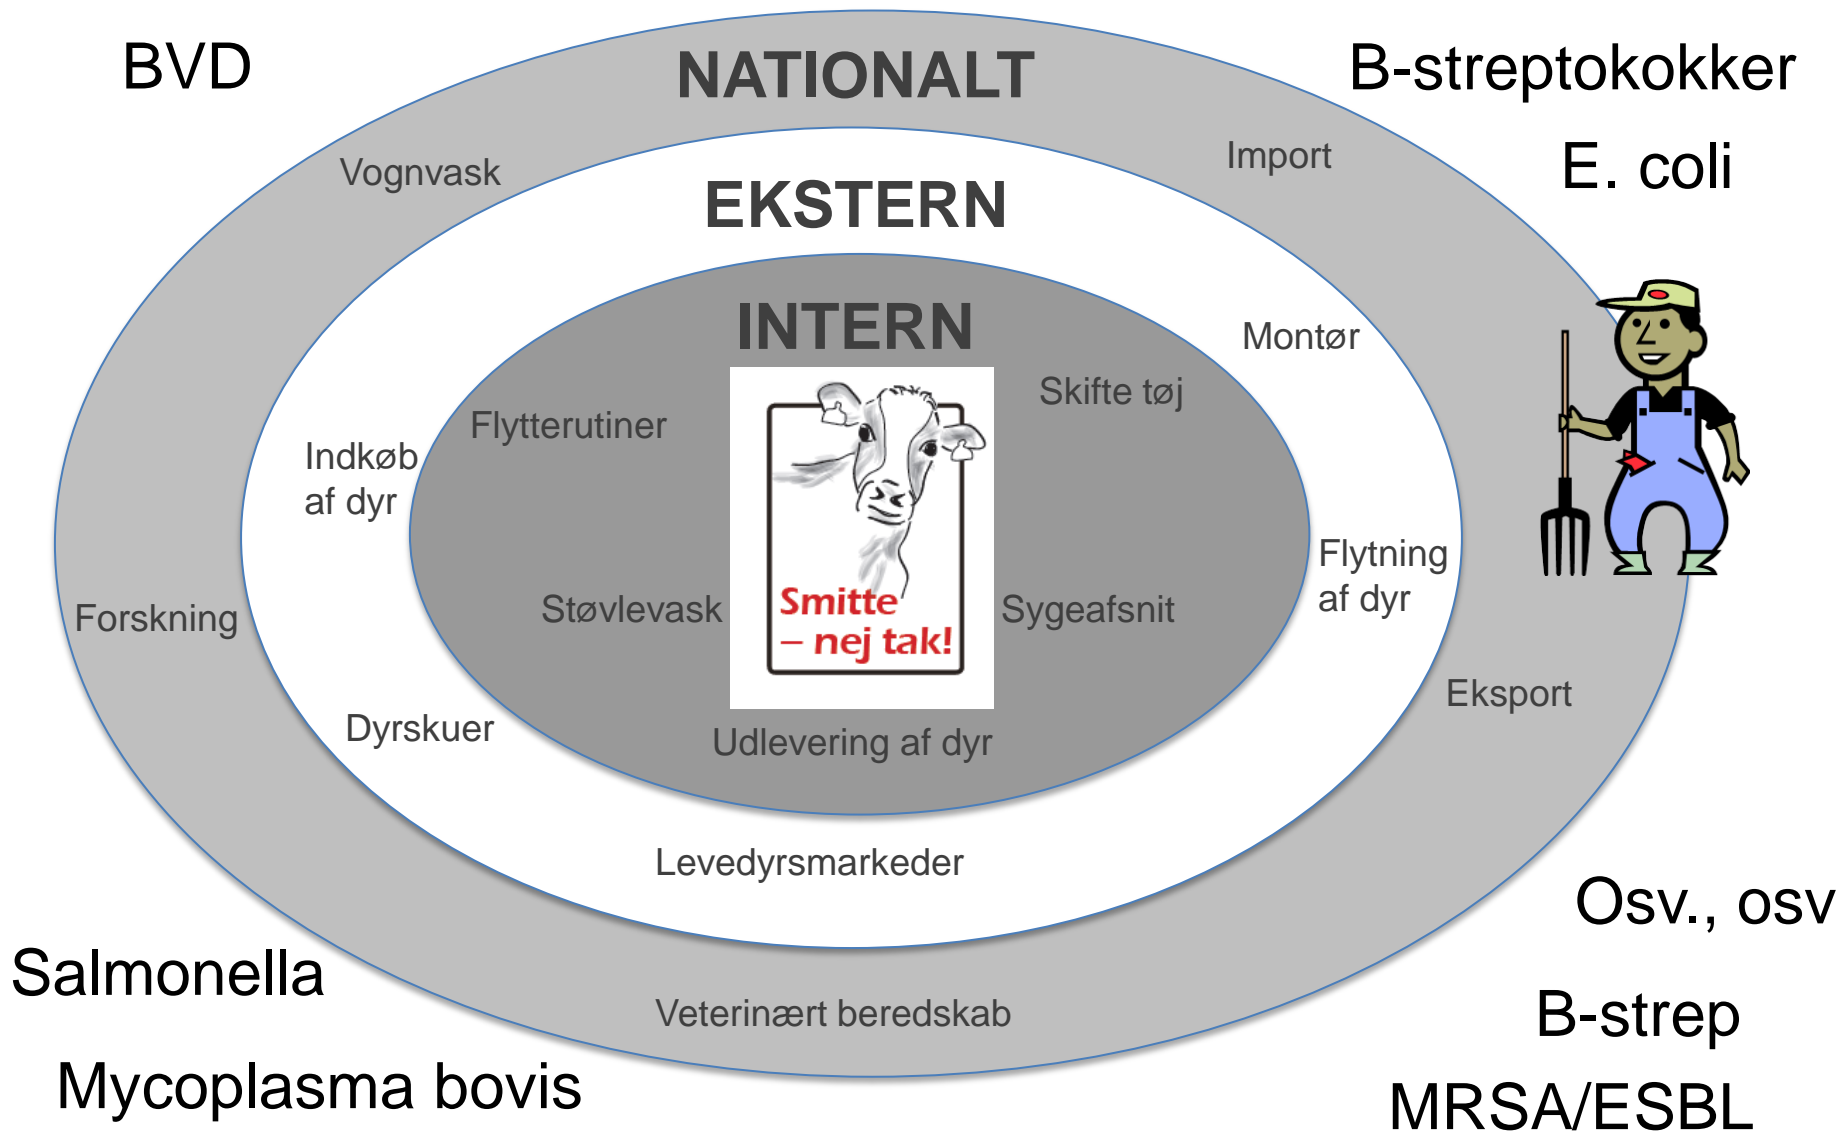 BVD
NATIONALT
B-streptokokker
Vognvask
Import
E. coli
EKSTERN
INTERN
Montør
Skifte tøj
Flytterutiner
Indkøb
af dyr
Flytning
af dyr
Støvlevask
Smitte
– nej tak!
Sygeafsnit
Forskning
Eksport
Dyrskuer
Udlevering af dyr
Levedyrsmarkeder
Osv., osv
Salmonella
Veterinært beredskab
B-strep
Mycoplasma bovis
MRSA/ESBL